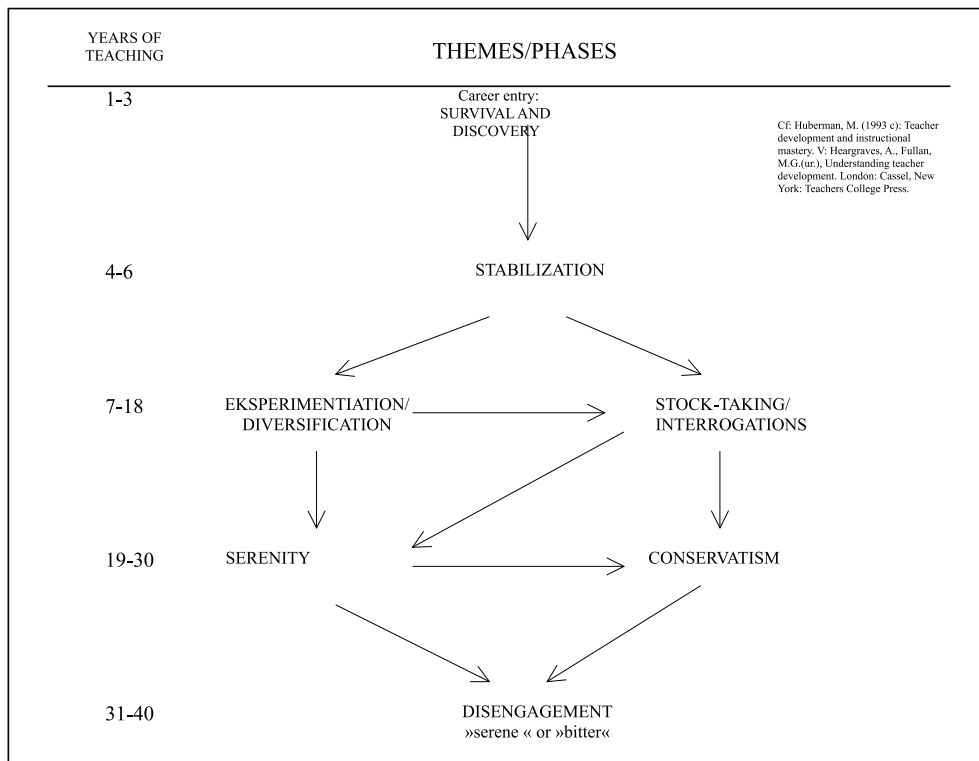 YEARS OF
TEACHING
THEMES/PHASES
1-3
Career entry:
SURVIVAL AND
DISCOVERY
Cf: Huberman, M. (1993 c): Teacher
development and instructional
mastery. V: Heargraves, A., Fullan,
M.G.(ur.), Understanding teacher
development. London: Cassel, New
York: Teachers College Press.
4-6
STABILIZATION
7-18
EKSPERIMENTIATION/
DIVERSIFICATION
STOCK-TAKING/
INTERROGATIONS
19-30
SERENITY
CONSERVATISM
31-40
DISENGAGEMENT
»serene « or »bitter«